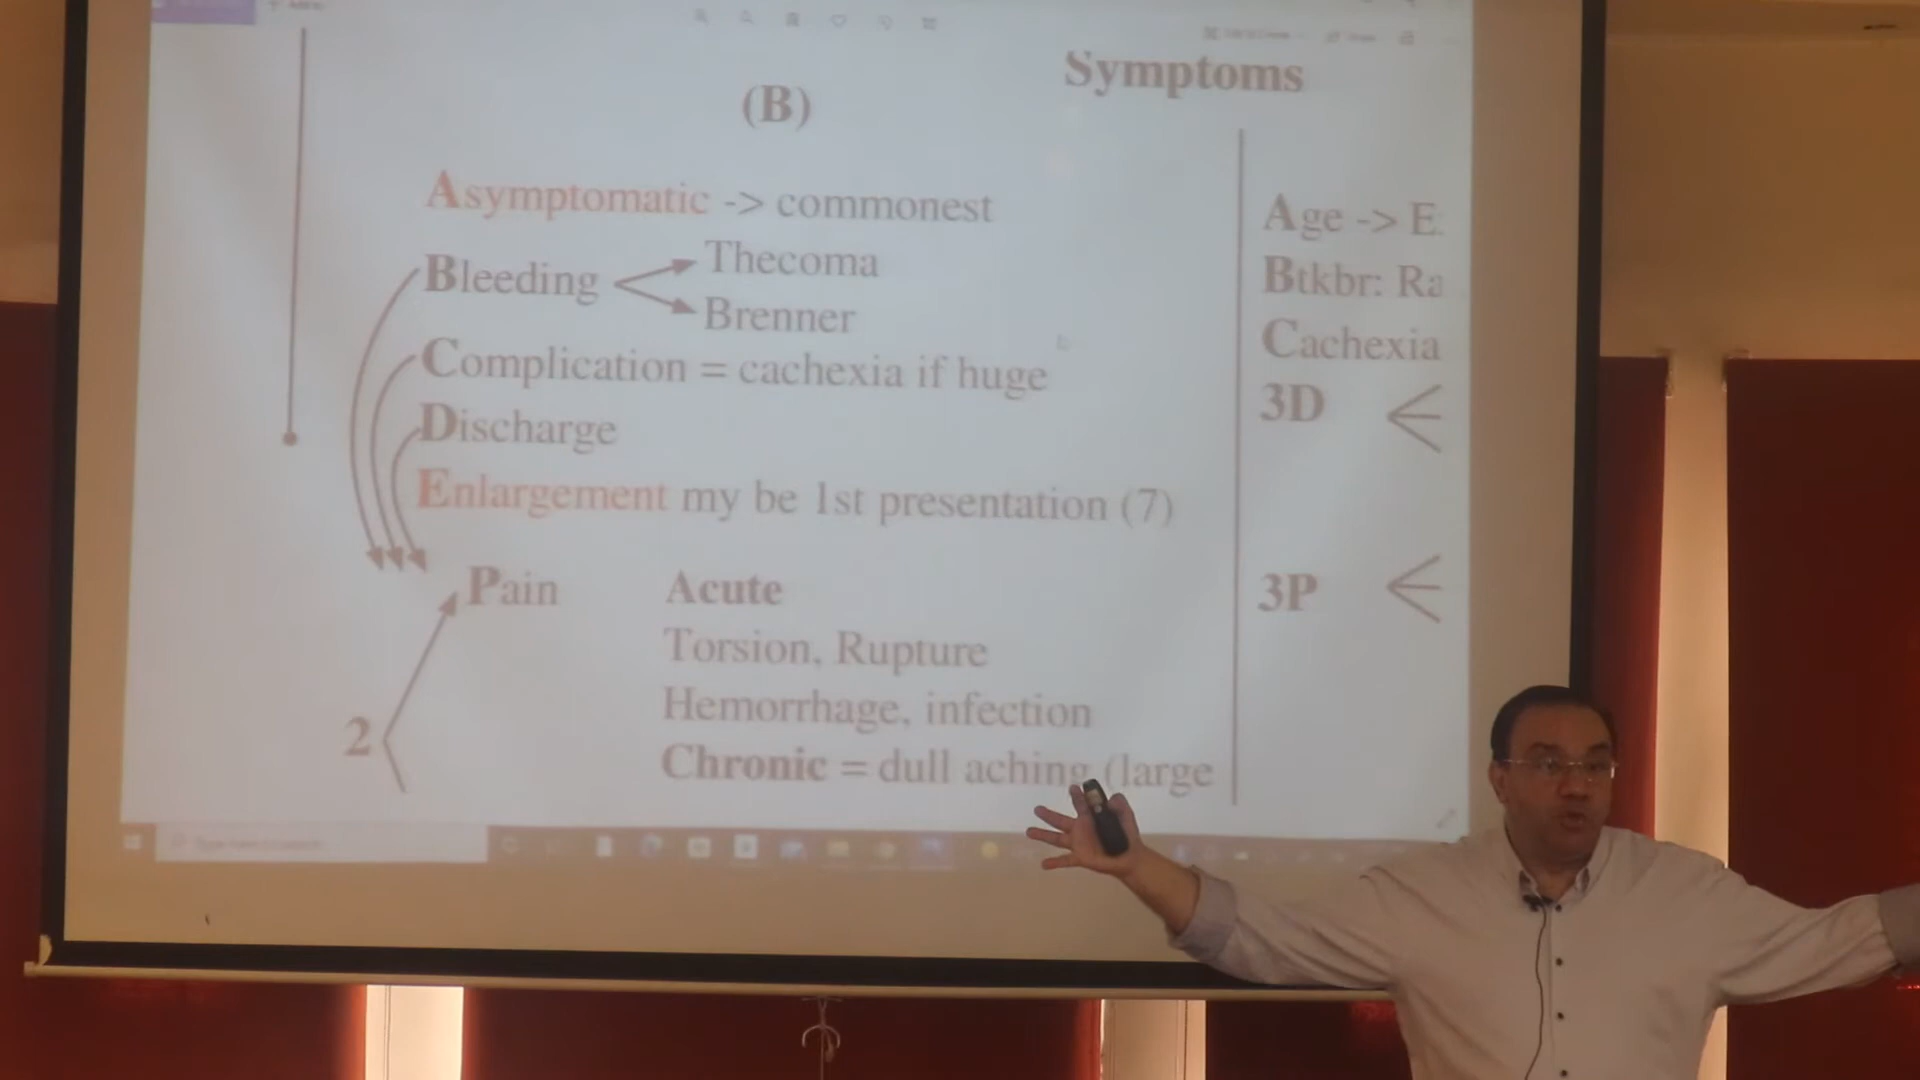 Symptoms
(B)
Asymptomatic -> commonest
Bleeding
Thecoma
Brenner
Complication = cachexia if huge
Discharge
Enlargement my be 1st presentation (7)
Pain
Acute
Torsion, Rupture
Hemorrhage, infection
Chronic = dull aching (large
2
Age -> E
Btkbr: Ra
Cachexia
3D
3P